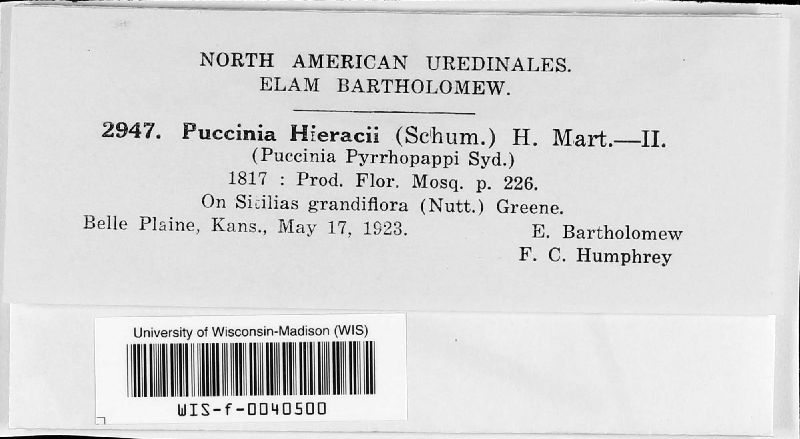 NORTH AMERICAN UREDINALES.
ELAM BARTHOLOMEW.
2947. Puccinia Hieracii (Schum.) H. Mart.—II.
(Puccinia Pyrrhopappi Syd.)
1817 : Prod. Flor. Mosq. p. 226.
On Sitilias grandiflora (Nutt.) Greene.
Belle Plaine, Kans., May 17, 1923.
E. Bartholomew
F. C. Humphrey
University of Wisconsin-Madison (WIS)
WIS-f-0040500